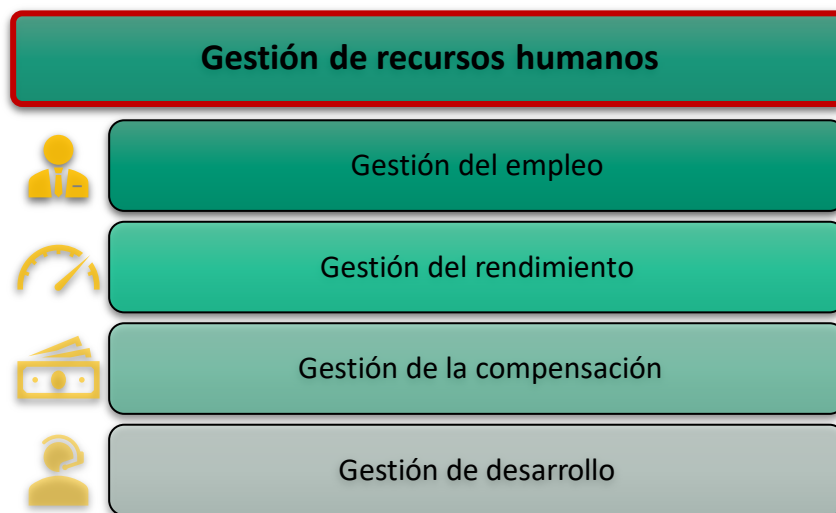 Gestión de recursos humanos
Gestión del empleo
Gestión del rendimiento
Gestión de la compensación
Gestión de desarrollo